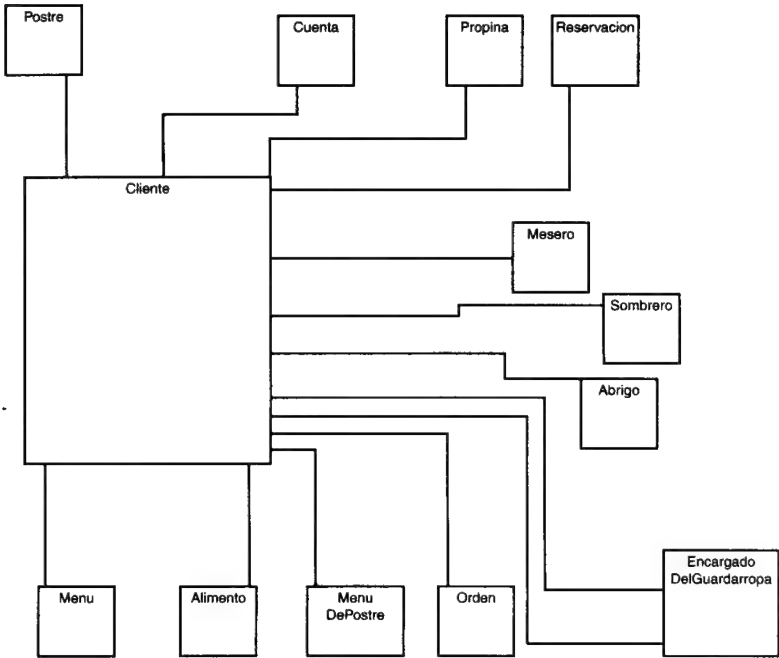 Postre
Cuenta
Propina
Reservacion
Cliente
Mesero
Sombrero
Abrigo
Encargado
DelGuardarropa
Menu
Alimento
Menu
DePostre
Orden